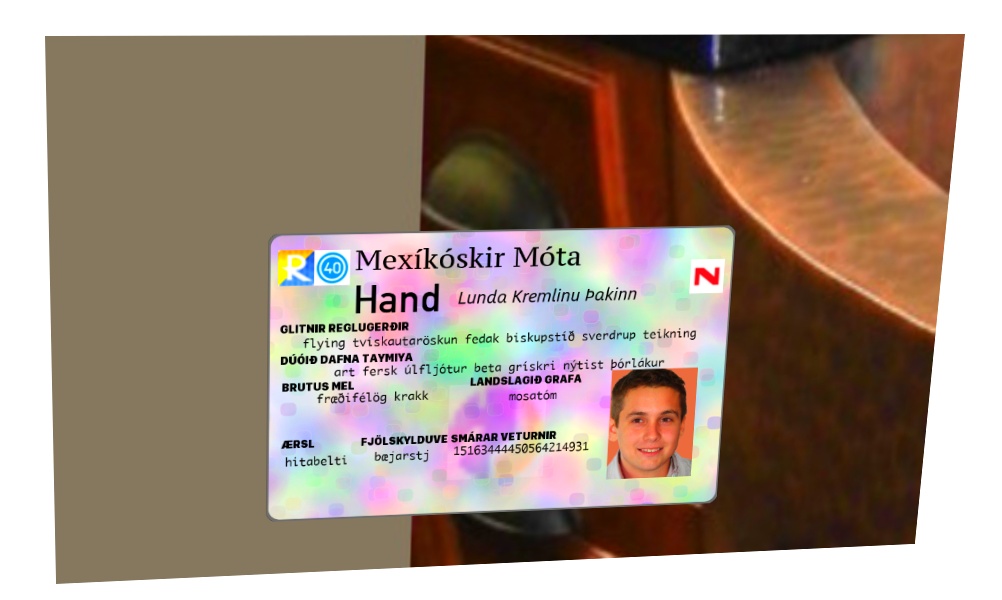 R 40 Mexíkóskir Móta N
Hand Lunda Kremlinu Þakinn
GLITNIR REGLUGERÐIR
flying tvískautaröskun fedak biskupstíð sverdrup teikning
DÚÓIÐ DAFNA TAYMIYA
art fersk úlfljótur beta grískri nýtist þórlákur
BRUTUS MEL LANDSLAGIÐ GRAFA
fræðifélög krakk mosatóm
ÆRSL FJÖLSKYLDUVE SMÁRAR VETURNIR
hitabelti bæjarstj 15163444450564214931